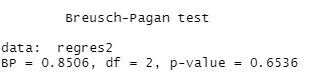 Breusch-Pagan test
data:  regres2
BP = 0.8506, df = 2, p-value = 0.6536